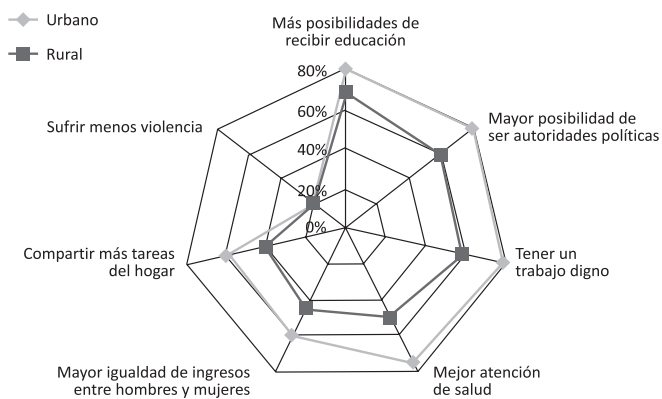 Urbano
Rural
Más posibilidades de
recibir educación
80%
60%
40%
20%
0%
Mayor posibilidad de
ser autoridades políticas
Tener un
trabajo digno
Mejor atención
de salud
Mayor igualdad de ingresos
entre hombres y mujeres
Compartir más tareas
del hogar
Sufrir menos violencia